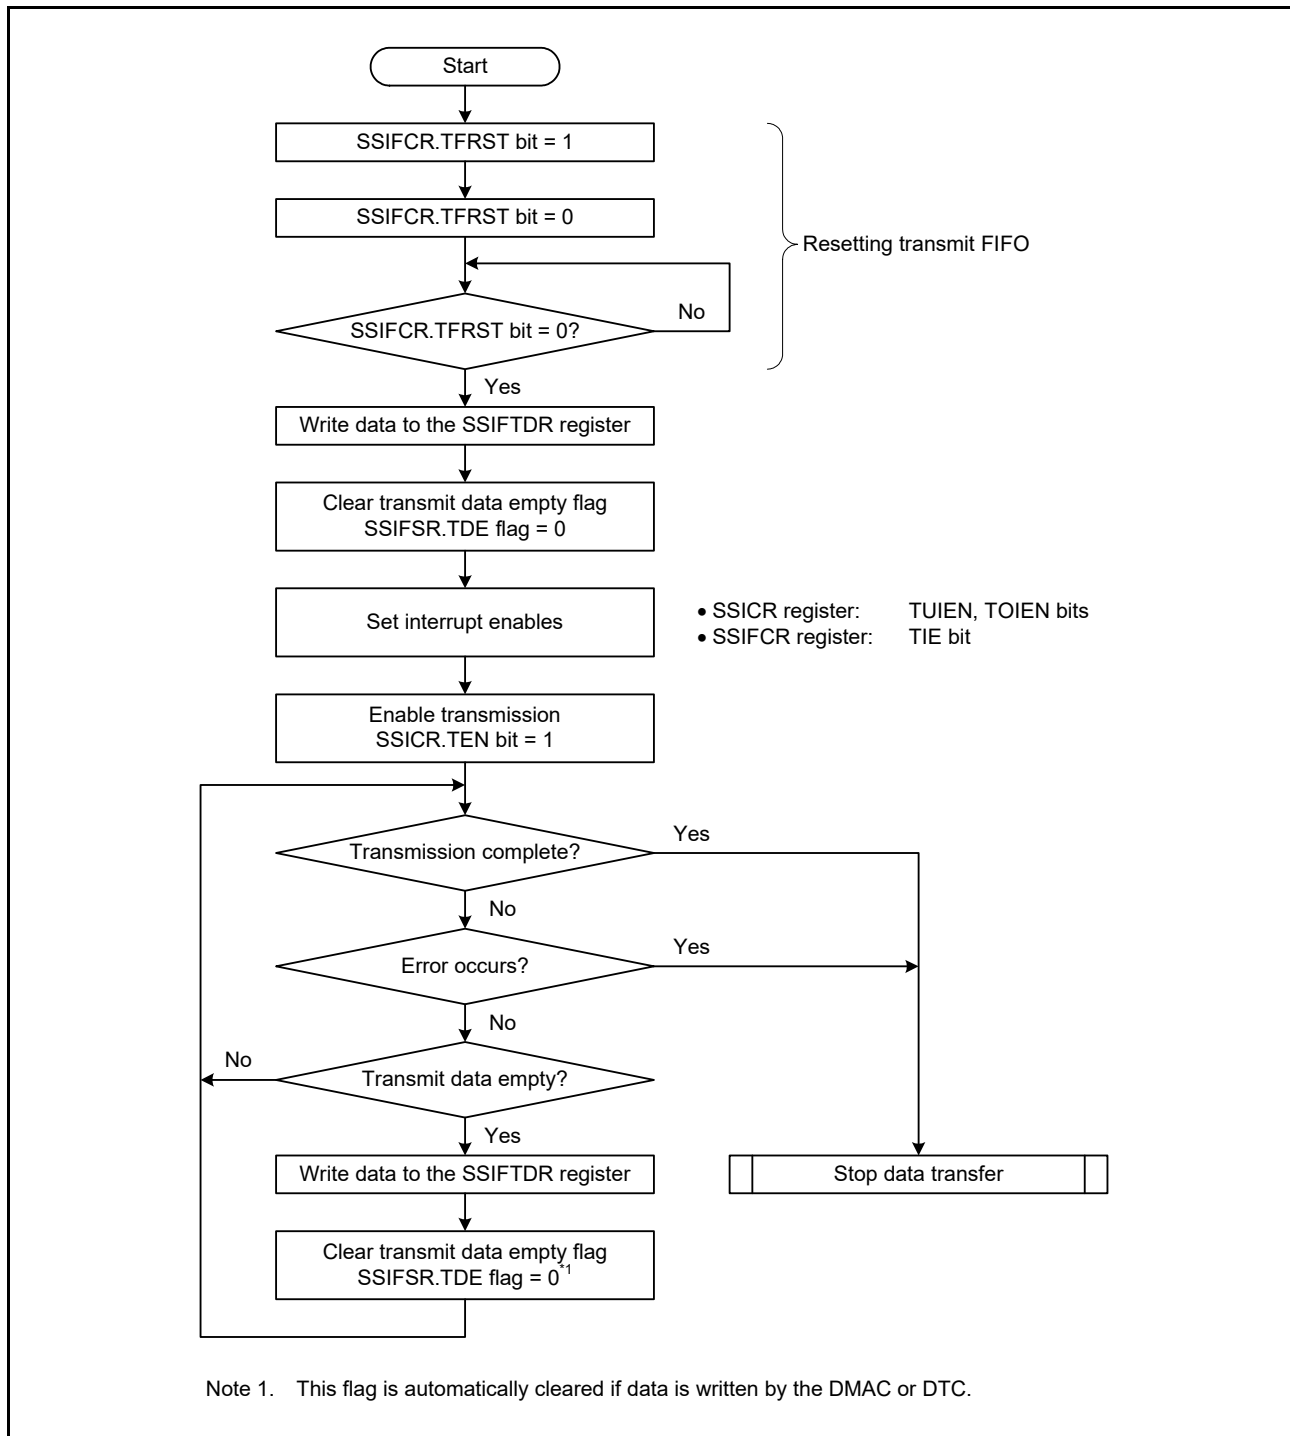 Start
SSIFCR.TFRST bit = 1
SSIFCR.TFRST bit = 0
Resetting transmit FIFO
No
SSIFCR.TFRST bit = 0?
Yes
Write data to the SSIFTDR register
Clear transmit data empty flag
SSIFSR.TDE flag = 0
Set interrupt enables
• SSICR register: TUIEN, TOIEN bits
• SSIFCR register: TIE bit
Enable transmission
SSICR.TEN bit = 1
Yes
Transmission complete?
No
Yes
Error occurs?
No
No
Transmit data empty?
Yes
Write data to the SSIFTDR register
Stop data transfer
Clear transmit data empty flag
SSIFSR.TDE flag = 0*1
Note 1. This flag is automatically cleared if data is written by the DMAC or DTC.